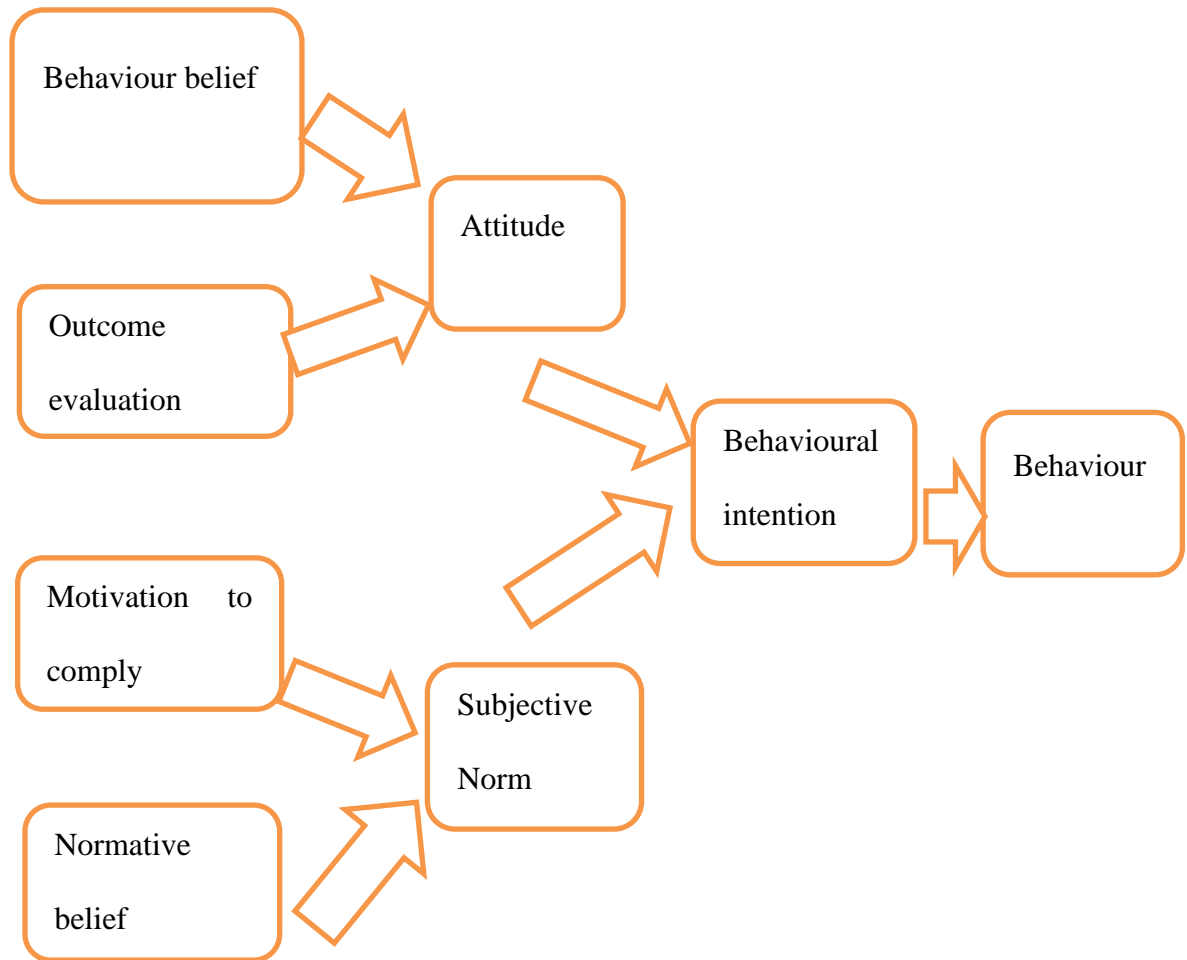 Behaviour belief
Attitude
Outcome
evaluation
Behavioural
intention
Behaviour
Motivation to
comply
Subjective
Norm
Normative
belief